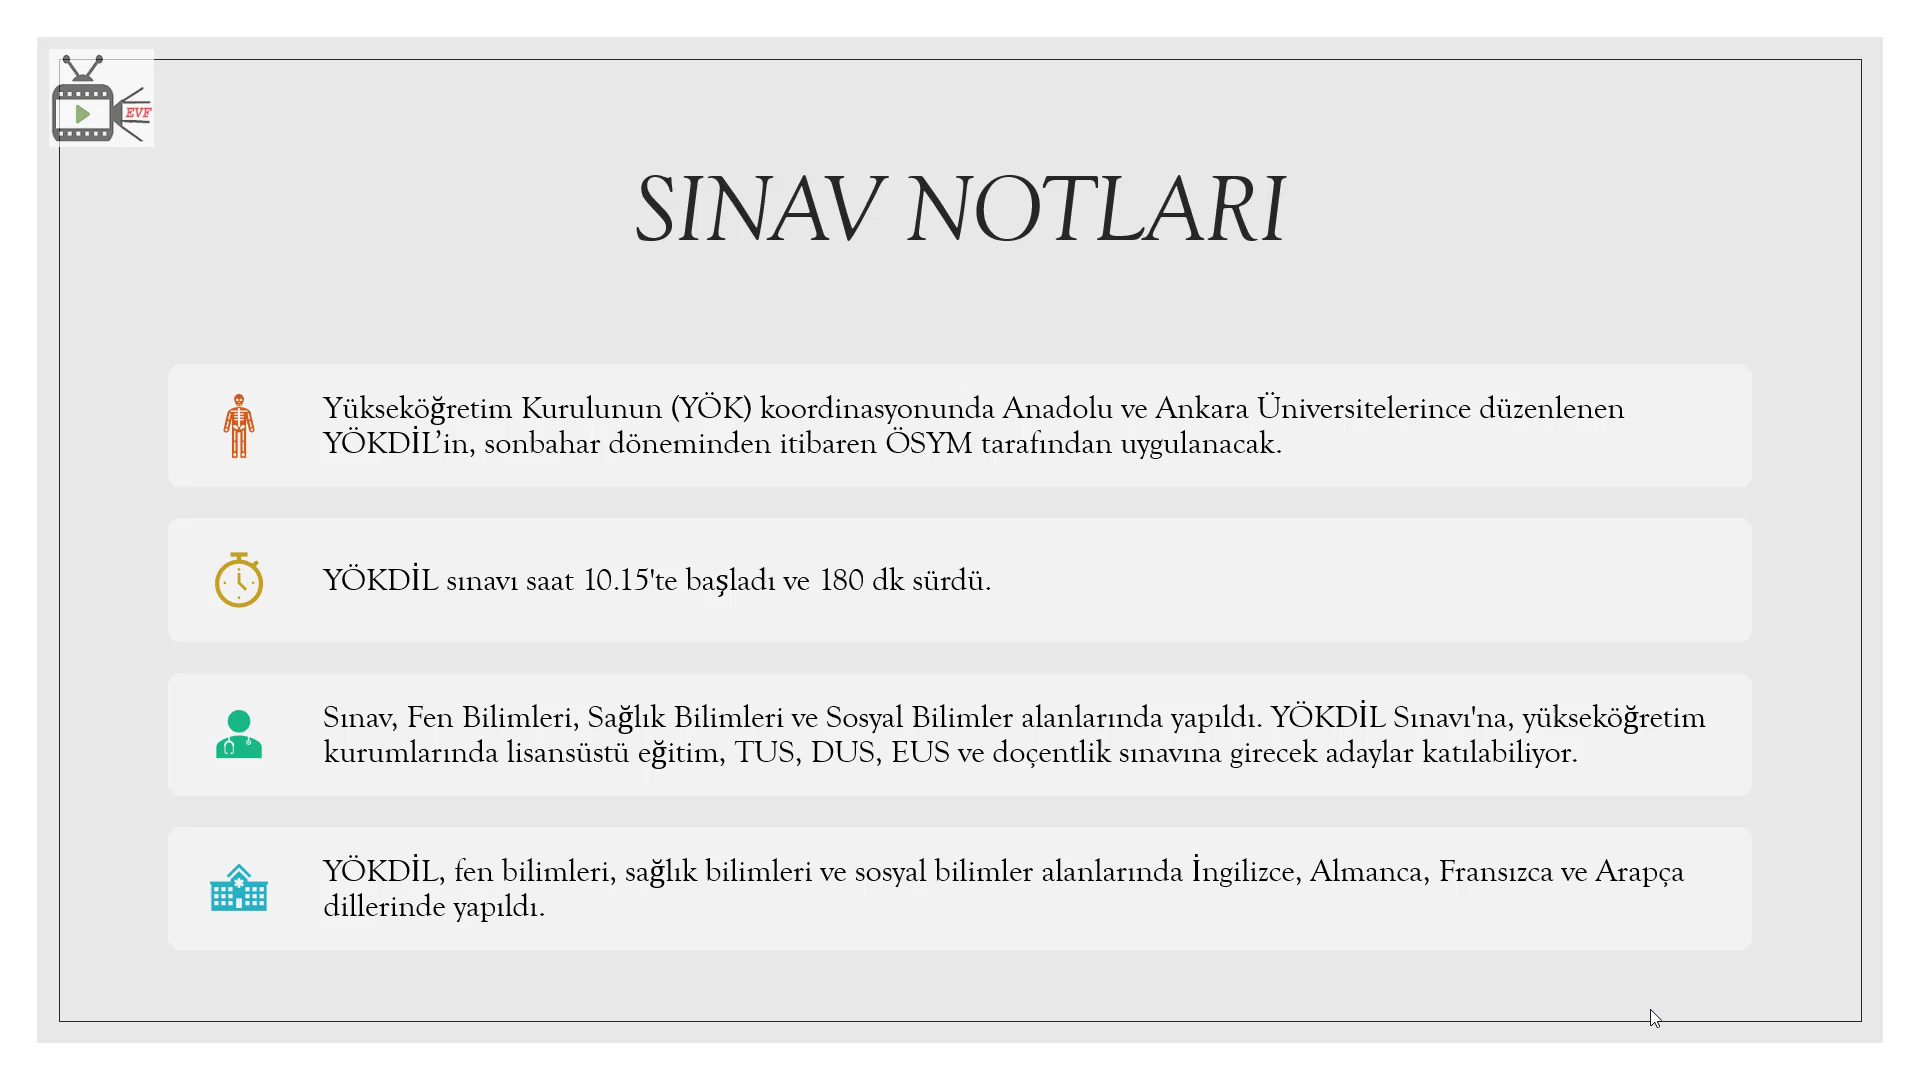 EVF
SINAV NOTLARI
Yükseköğretim Kurulunun (YÖK) koordinasyonunda Anadolu ve Ankara Üniversitelerince düzenlenen
YÖKDİL’in, sonbahar döneminden itibaren ÖSYM tarafından uygulanacak.
YÖKDİL sınavı saat 10.15'te başladı ve 180 dk sürdü.
Sınav, Fen Bilimleri, Sağlık Bilimleri ve Sosyal Bilimler alanlarında yapıldı. YÖKDİL Sınavı'na, yükseköğretim
kurumlarında lisansüstü eğitim, TUS, DUS, EUS ve doçentlik sınavına girecek adaylar katılabiliyor.
YÖKDİL, fen bilimleri, sağlık bilimleri ve sosyal bilimler alanlarında İngilizce, Almanca, Fransızca ve Arapça
dillerinde yapıldı.